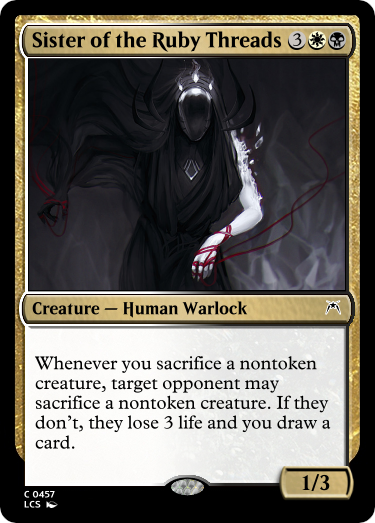 Sister of the Ruby Threads 3
Creature — Human Warlock
Whenever you sacrifice a nontoken
creature, target opponent may
sacrifice a nontoken creature. If they
don't, they lose 3 life and you draw a
card.
1/3
C 0457
LCS